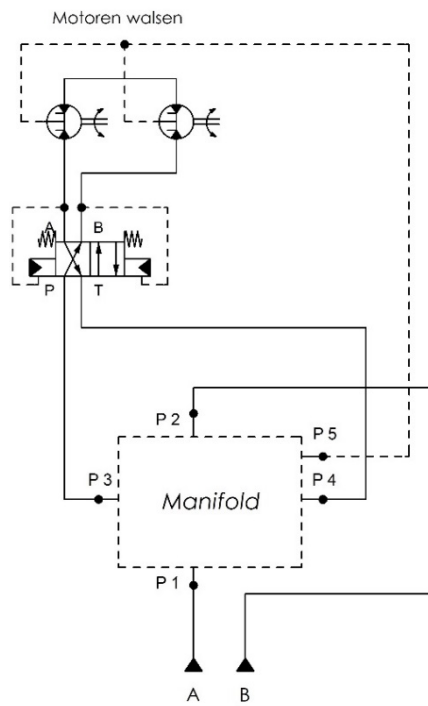 Motoren walsen
A B
P T
P 2
P 5
P 3
P 4
Manifold
P 1
A B